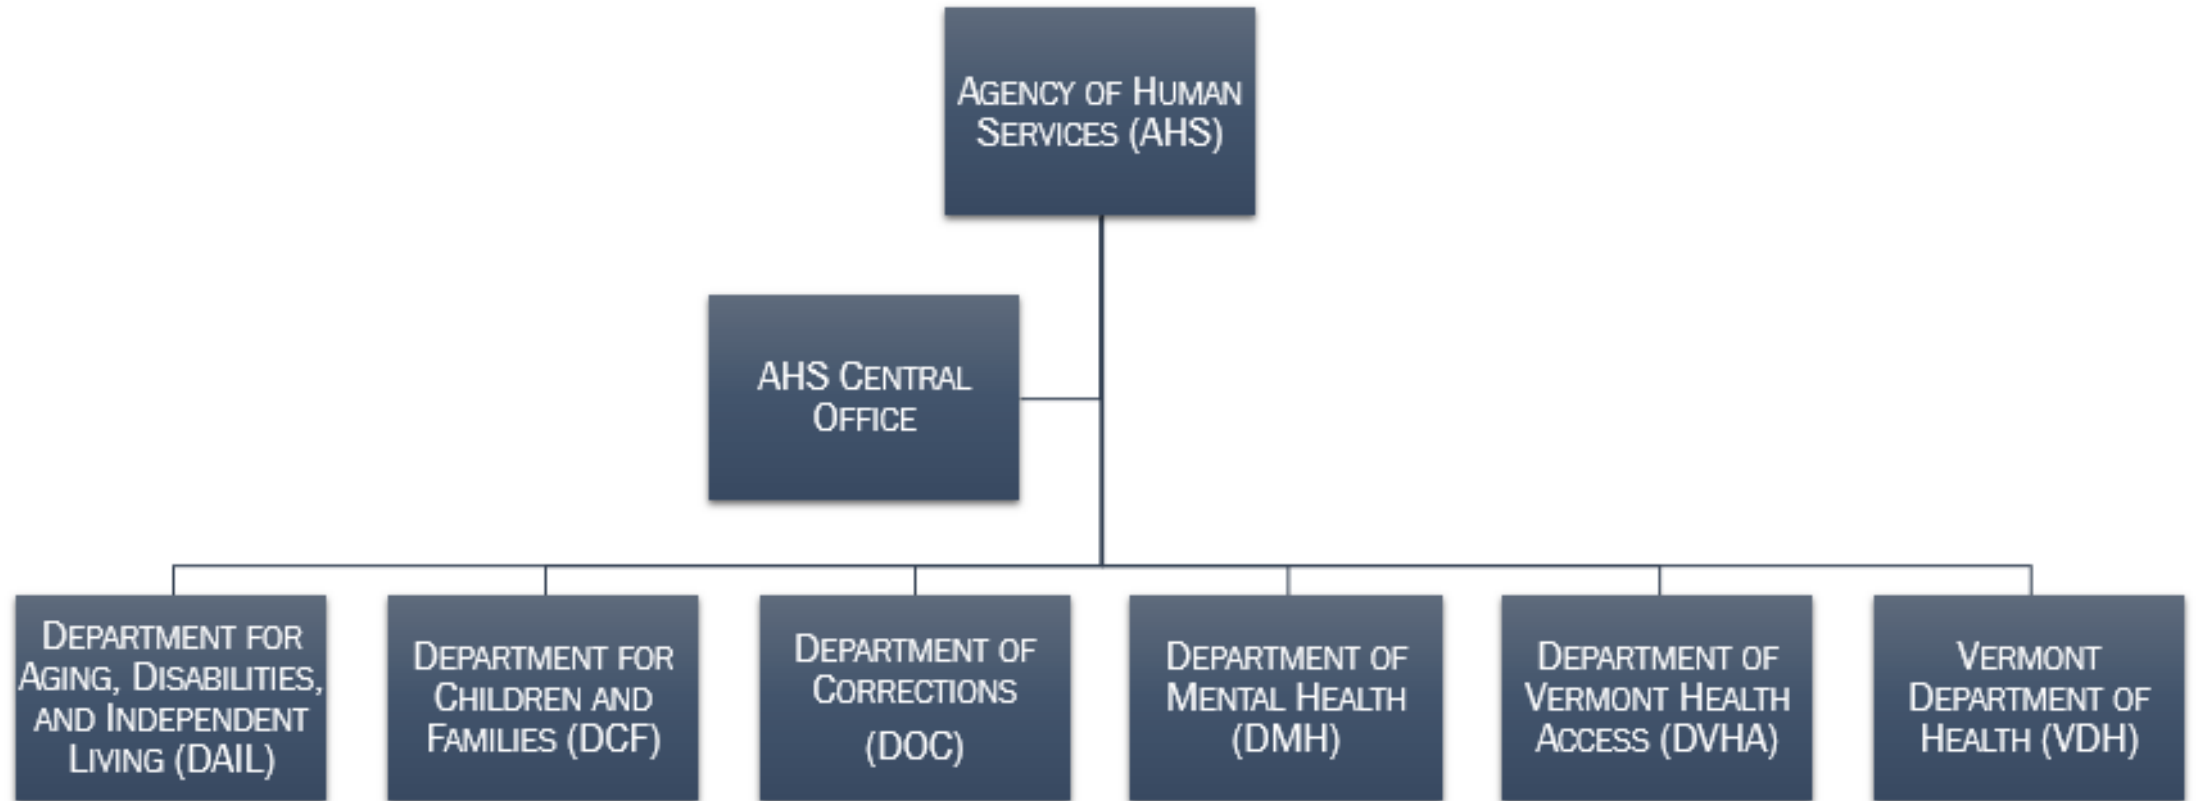 Agency of Human
Services (AHS)
AHS Central
Office
Department for
Aging, Disabilities,
and Independent
Living (DAIL)
Department for
Children and
Families (DCF)
Department of
Corrections
(DOC)
Department of
Mental Health
(DMH)
Department of
Vermont Health
Access (DVHA)
Vermont
Department of
Health (VDH)